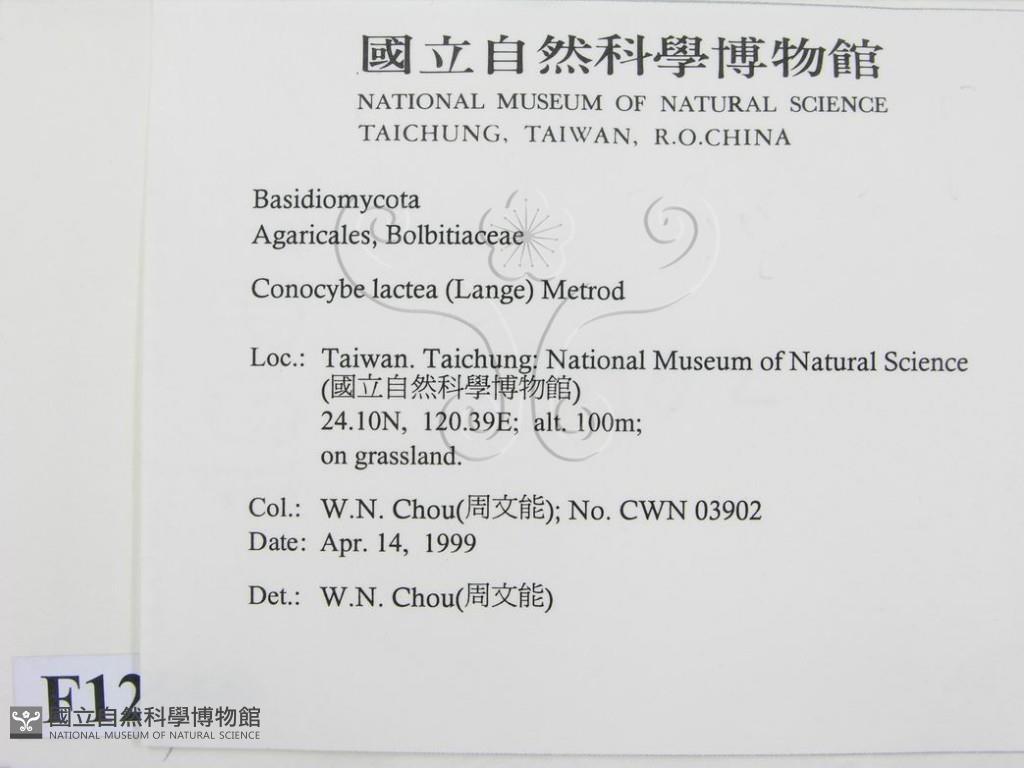 國立自然科學博物館
NATIONAL MUSEUM OF NATURAL SCIENCE
TAICHUNG, TAIWAN, R.O.CHINA
Basidiomycota
Agaricales, Bolbitiaceae
Conocybe lactea (Lange) Metrod
Loc.: Taiwan. Taichung: National Museum of Natural Science
(國立自然科學博物館)
24.10N, 120.39E; alt. 100m;
on grassland.
Col.: W.N. Chou(周文能); No. CWN 03902
Date: Apr. 14, 1999
Det.: W.N. Chou(周文能)
F12
國立自然科學博物館
NATIONAL MUSEUM OF NATURAL SCIENCE